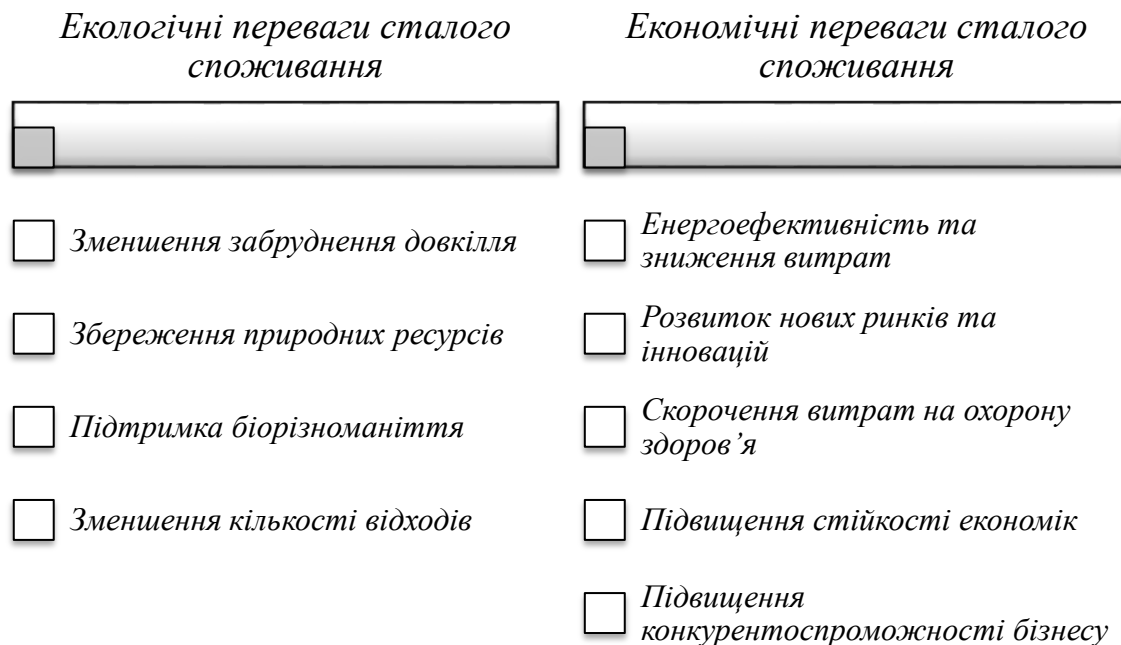 Екологічні переваги сталого
споживання
Зменшення забруднення довкілля
Збереження природних ресурсів
Підтримка біорізноманіття
Зменшення кількості відходів
Економічні переваги сталого
споживання
Енергоефективність та
зниження витрат
Розвиток нових ринків та
інновацій
Скорочення витрат на охорону
здоров’я
Підвищення стійкості економік
Підвищення
конкурентоспроможності бізнесу